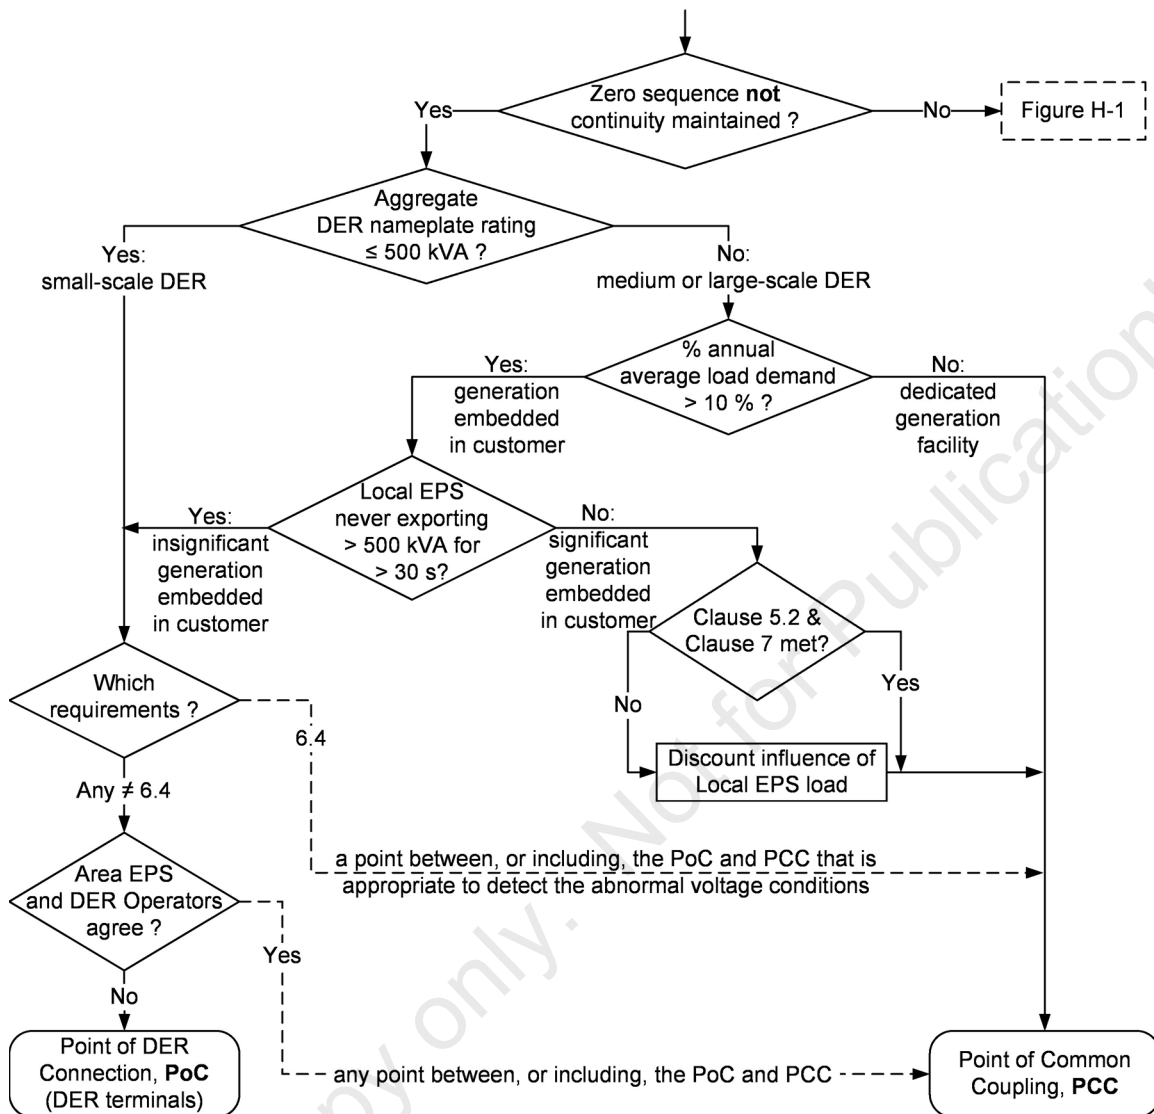 Zero sequence not
continuity maintained ?
Yes
No
Figure H-1
Aggregate
DER nameplate rating
≤ 500 kVA ?
Yes:
small-scale DER
No:
medium or large-scale DER
% annual
average load demand
> 10 % ?
Yes:
generation
embedded
in customer
No:
dedicated
generation
facility
Local EPS
never exporting
> 500 kVA for
> 30 s?
Yes:
insignificant
generation
embedded
in customer
No:
significant
generation
embedded
in customer
Clause 5.2 &
Clause 7 met?
No
Yes
Discount influence of
Local EPS load
Which
requirements ?
6.4
Any ≠ 6.4
a point between, or including, the PoC and PCC that is
appropriate to detect the abnormal voltage conditions
Area EPS
and DER Operators
agree ?
Yes
No
Point of DER
Connection, PoC
(DER terminals)
any point between, or including, the PoC and PCC
Point of Common
Coupling, PCC
py only. Not for Publication